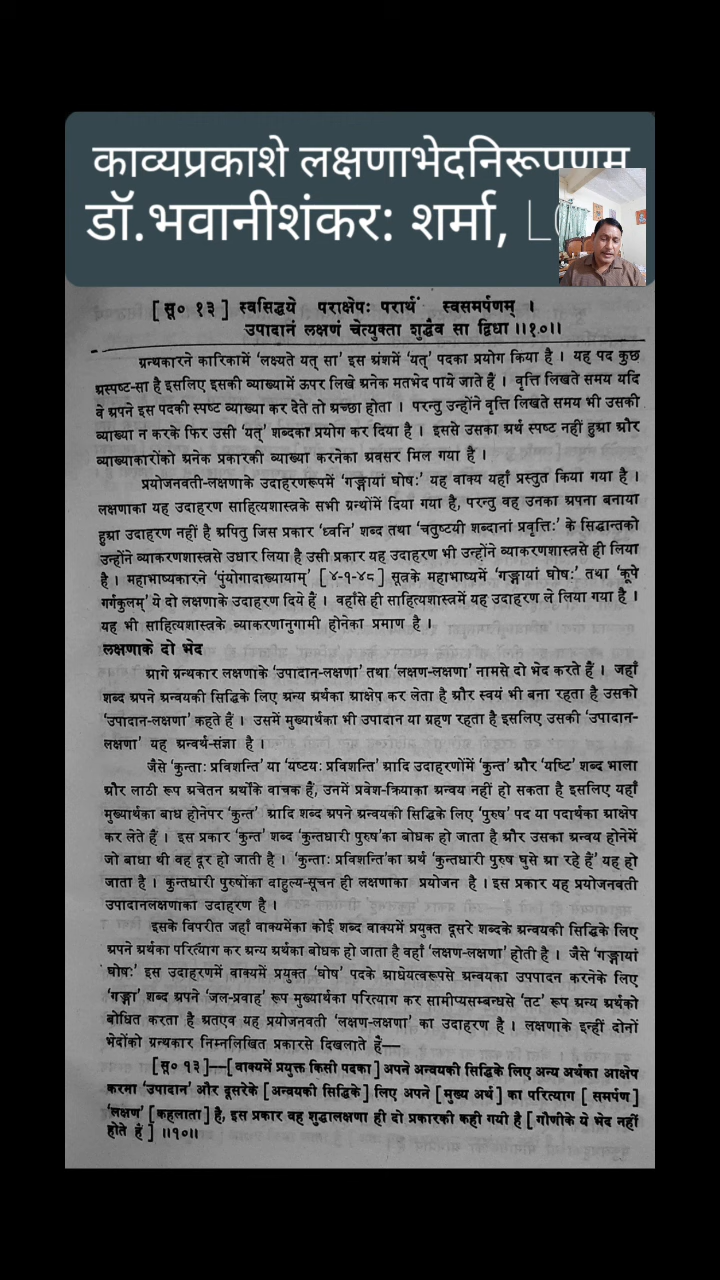 काव्यप्रकाशे लक्षणाभेदनिरूपणम्
डॉ.भवानीशंकर: शर्मा,
[ सू० १३ ] स्वसिद्धये पराक्षेपः परार्थं स्वसमर्पणम् ।
उपादानं लक्षणं चेत्युक्ता शुद्धैव सा द्विधा ॥१०॥
ग्रन्थकारने कारिकामें ‘लक्ष्यते यत् सा’ इस अंशमें ‘यत्’ पदका प्रयोग किया है । यह पद कुछ
अस्पष्ट-सा है इसलिए इसकी व्याख्यामें ऊपर लिखे अनेक मतभेद पाये जाते हैं । वृत्ति लिखते समय यदि
वे अपने इस पदकी स्पष्ट व्याख्या कर देते तो अच्छा होता । परन्तु उन्होंने वृत्ति लिखते समय भी उसकी
व्याख्या न करके फिर उसी ‘यत्’ शब्दका प्रयोग कर दिया है । इससे उसका अर्थ स्पष्ट नहीं हुआ और
व्याख्याकारोंको अनेक प्रकारकी व्याख्या करनेका अवसर मिल गया है ।
प्रयोजनवती-लक्षणाके उदाहरणरूपमें ‘गङ्गायां घोषः’ यह वाक्य यहाँ प्रस्तुत किया गया है ।
लक्षणाका यह उदाहरण साहित्यशास्त्रके सभी ग्रन्थोंमें दिया गया है, परन्तु वह उनका अपना बनाया
हुआ उदाहरण नहीं है अपितु जिस प्रकार ‘ध्वनि’ शब्द तथा ‘चतुष्टयी शब्दानां प्रवृत्तिः’ के सिद्धान्तको
उन्होंने व्याकरणशास्त्रसे उधार लिया है उसी प्रकार यह उदाहरण भी उन्होंने व्याकरणशास्त्रसे ही लिया
है । महाभाष्यकारने ‘पुंयोगादाख्यायाम्’ [ ४-१-४८ ] सूत्रके महाभाष्यमें ‘गङ्गायां घोषः’ तथा ‘कूपे
गर्गकुलम्’ ये दो लक्षणाके उदाहरण दिये हैं । वहाँसे ही साहित्यशास्त्रमें यह उदाहरण ले लिया गया है ।
यह भी साहित्यशास्त्रके व्याकरणानुगामी होनेका प्रमाण है ।
लक्षणाके दो भेद
आगे ग्रन्थकार लक्षणाके ‘उपादान-लक्षणा’ तथा ‘लक्षण-लक्षणा’ नामसे दो भेद करते हैं । जहाँ
शब्द अपने अन्वयकी सिद्धिके लिए अन्य अर्थका आक्षेप कर लेता है और स्वयं भी बना रहता है उसको
‘उपादान-लक्षणा’ कहते हैं । उसमें मुख्यार्थका भी उपादान या ग्रहण रहता है इसलिए उसकी ‘उपादान-
लक्षणा’ यह अन्वर्थ-संज्ञा है ।
जैसे ‘कुन्ताः प्रविशन्ति’ या ‘यष्टयः प्रविशन्ति’ आदि उदाहरणोंमें ‘कुन्त’ और ‘यष्टि’ शब्द भाला
और लाठी रूप अचेतन अर्थोंके वाचक हैं, उनमें प्रवेश-क्रियाका अन्वय नहीं हो सकता है इसलिए यहाँ
मुख्यार्थका बाध होनेपर ‘कुन्त’ आदि शब्द अपने अन्वयकी सिद्धिके लिए ‘पुरुष’ पद या पदार्थका आक्षेप
कर लेते हैं । इस प्रकार ‘कुन्त’ शब्द ‘कुन्तधारी पुरुष’का बोधक हो जाता है और उसका अन्वय होनेमें
जो बाधा थी वह दूर हो जाती है । ‘कुन्ताः प्रविशन्ति’का अर्थ ‘कुन्तधारी पुरुष घुसे आ रहे हैं’ यह हो
जाता है । कुन्तधारी पुरुषोंका बाहुल्य-सूचन ही लक्षणाका प्रयोजन है । इस प्रकार यह प्रयोजनवती
उपादानलक्षणाका उदाहरण है ।
इसके विपरीत जहाँ वाक्यमेंका कोई शब्द वाक्यमें प्रयुक्त दूसरे शब्दके अन्वयकी सिद्धिके लिए
अपने अर्थका परित्याग कर अन्य अर्थका बोधक हो जाता है वहाँ ‘लक्षण-लक्षणा’ होती है । जैसे ‘गङ्गायां
घोषः’ इस उदाहरणमें वाक्यमें प्रयुक्त ‘घोष’ पदके आधेयत्वरूपसे अन्वयका उपपादन करनेके लिए
‘गङ्गा’ शब्द अपने ‘जल-प्रवाह’ रूप मुख्यार्थका परित्याग कर सामीप्यसम्बन्धसे ‘तट’ रूप अन्य अर्थको
बोधित करता है अतएव यह प्रयोजनवती ‘लक्षण-लक्षणा’ का उदाहरण है । लक्षणाके इन्हीं दोनों
भेदोंको ग्रन्थकार निम्नलिखित प्रकारसे दिखलाते हैं—
[सू० १३]—[वाक्यमें प्रयुक्त किसी पदका] अपने अन्वयकी सिद्धिके लिए अन्य अर्थका आक्षेप
करना ‘उपादान’ और दूसरेके [अन्वयकी सिद्धिके] लिए अपने [मुख्य अर्थ] का परित्याग [ समर्पण ]
‘लक्षण’ [कहलाता] है, इस प्रकार वह शुद्धालक्षणा ही दो प्रकारकी कही गयी है [ गौणीके ये भेद नहीं
होते हैं ] ॥१०॥